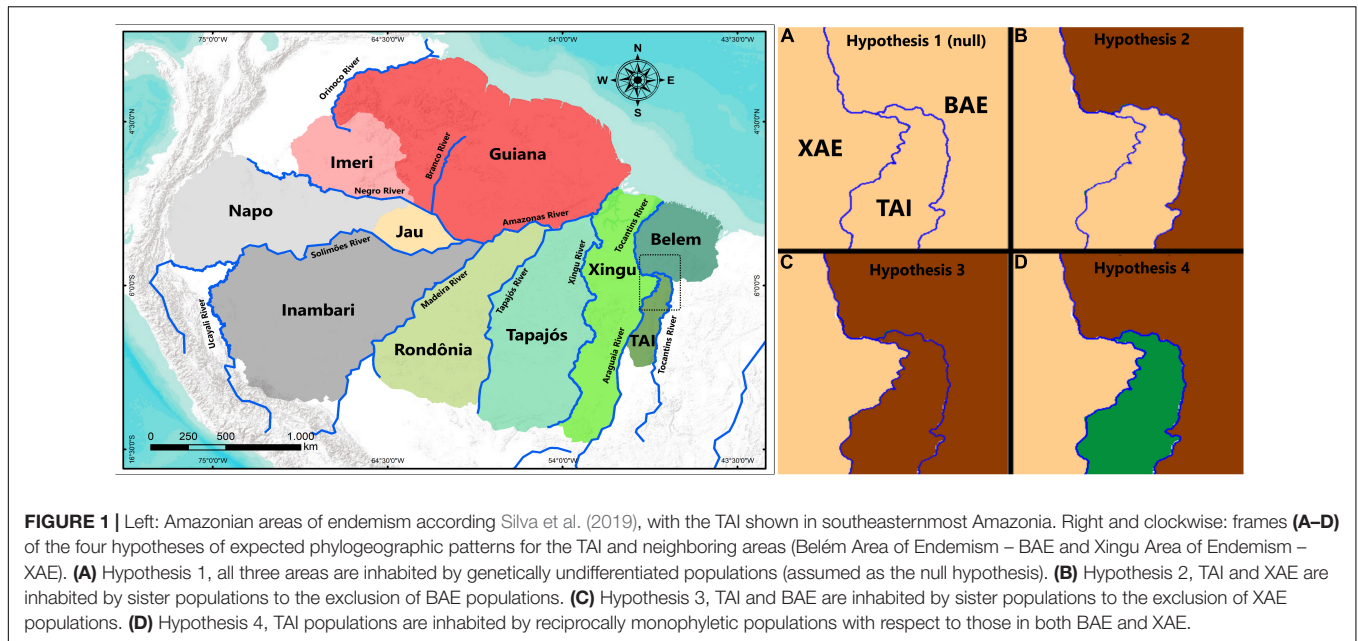 75°0'0"W 64°30'0"W 54°0'0"W 43°30'0"W
4°30'0"N
6°0'0"S
16°30'0"S
N
W E
S
Orinoco River
Imeri
Branco River
Guiana
Negro River
Napo
Jau
Amazonas River
Solimões River
Tocantins River
Belem
Xingu River
Xingu
Madeira River
Tapajós River
Ucayali River
Inambari
Rondônia
Tapajós
Araguaia River
TAI
Tocantins River
0 250 500 1.000
km
75°0'0"W 64°30'0"W 54°0'0"W 43°30'0"W
4°30'0"N
6°0'0"S
A
Hypothesis 1 (null)
BAE
XAE
TAI
B
Hypothesis 2
C
Hypothesis 3
D
Hypothesis 4
FIGURE 1 | Left: Amazonian areas of endemism according Silva et al. (2019), with the TAI shown in southeasternmost Amazonia. Right and clockwise: frames (A–D)
of the four hypotheses of expected phylogeographic patterns for the TAI and neighboring areas (Belém Area of Endemism – BAE and Xingu Area of Endemism –
XAE). (A) Hypothesis 1, all three areas are inhabited by genetically undifferentiated populations (assumed as the null hypothesis). (B) Hypothesis 2, TAI and XAE are
inhabited by sister populations to the exclusion of BAE populations. (C) Hypothesis 3, TAI and BAE are inhabited by sister populations to the exclusion of XAE
populations. (D) Hypothesis 4, TAI populations are inhabited by reciprocally monophyletic populations with respect to those in both BAE and XAE.